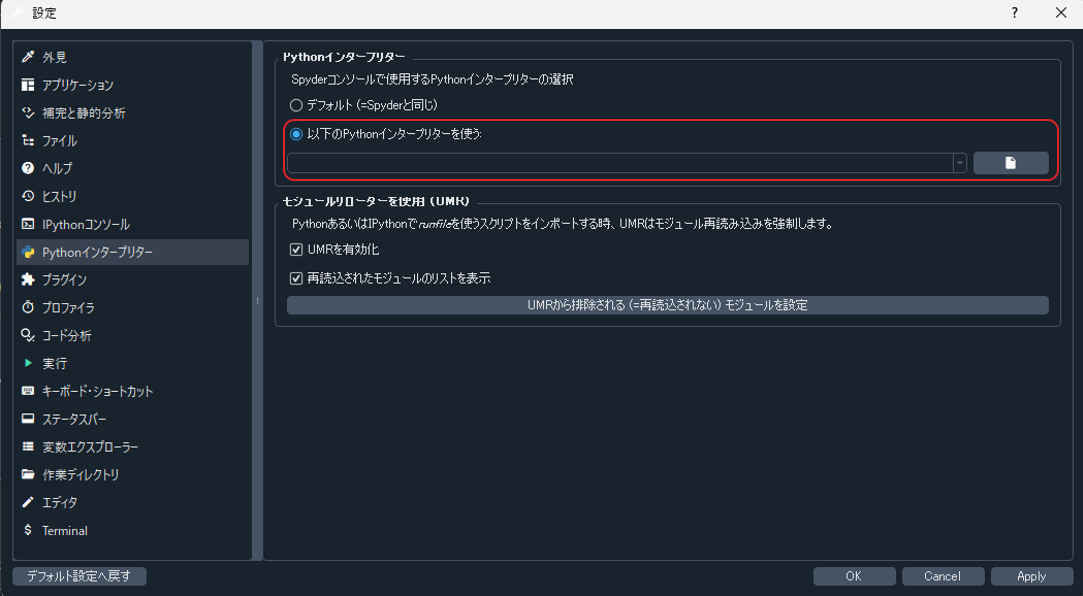 設定
?
外見
アプリケーション
補完と静的分析
ファイル
ヘルプ
ヒストリ
IPythonコンソール
Pythonインタープリター
プラグイン
プロファイラ
コード分析
実行
キーボード・ショートカット
ステータスバー
変数エクスプローラー
作業ディレクトリ
エディタ
$ Terminal
Pythonインタープリター
Spyderコンソールで使用するPythonインタープリターの選択
デフォルト (=Spyderと同じ)
以下のPythonインタープリターを使う:
モジュールリローターを使用 (UMR)
PythonあるいはIPythonでrunfileを使うスクリプトをインポートする時、UMRはモジュール再読み込みを強制します。
UMRを有効化
再読込されたモジュールのリストを表示
UMRから排除される (=再読込されない) モジュールを設定
デフォルト設定へ戻す
OK
Cancel
Apply